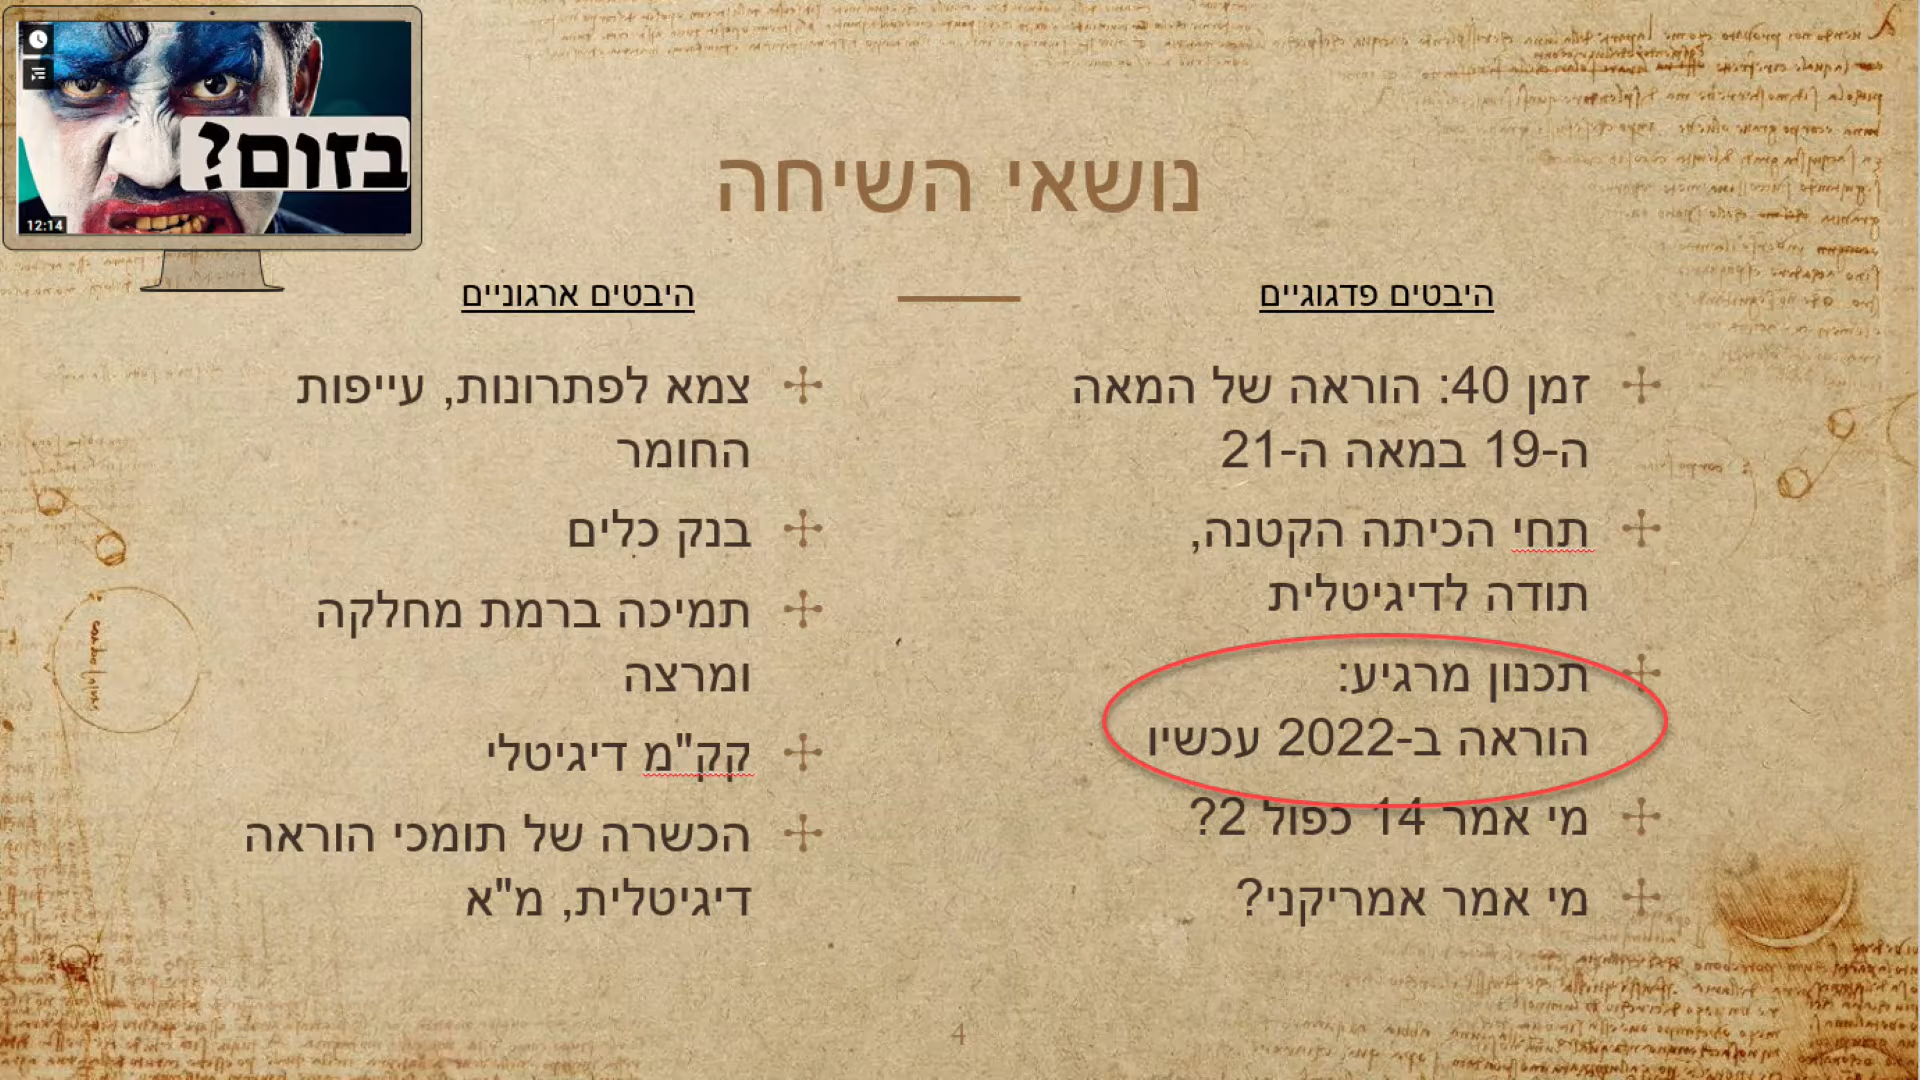 בזום?
12:14
נושאי השיחה
היבטים פדגוגיים
זמן 40: הוראה של המאה
ה-19 במאה ה-21
תחי הכיתה הקטנה,
תודה לדיגיטלית
תכנון מרגיע:
הוראה ב-2022 עכשיו
מי אמר 14 כפול 2?
מי אמר אמריקני?
היבטים ארגוניים
צמא לפתרונות, עייפות
החומר
בנק כלים
תמיכה ברמת מחלקה
ומרצה
קק"מ דיגיטלי
הכשרה של תומכי הוראה
דיגיטלית, מ"א
4